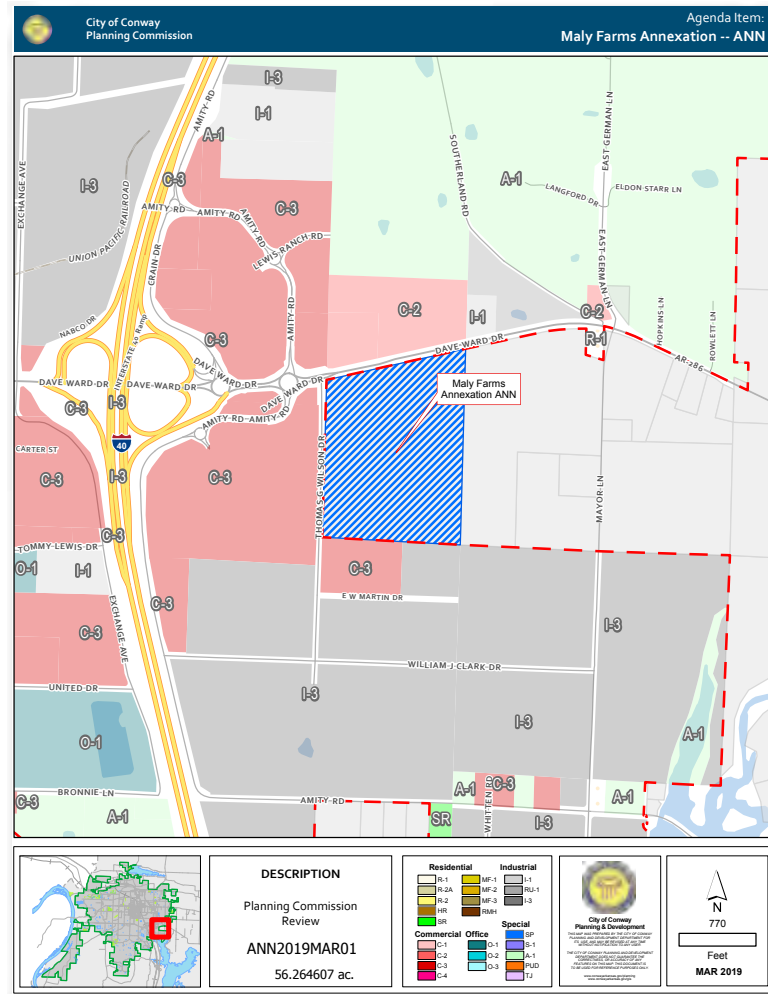 City of Conway
Planning Commission
Agenda Item:
Maly Farms Annexation -- ANN
I-3
I-1
AMITY RD
A-1
EXCHANGE AVE
I-3
C-3
UNION PACIFIC RAILROAD
AMITY RD
AMITY RD
AMITY RD
C-3
LEWIS RANCH RD
CRAIN DR
AMITY RD
SOUTHERLAND RD
A-1
EAST GERMAN LN
LANGFORD DR
ELDON STARR LN
EAST GERMAN LN
HOPKINS LN
ROWLETT LN
C-2
I-1
C-2
R-1
AR-286
NABCO DR
INTERSTATE 40 Ramp
C-3
DAVE WARD DR
DAVE WARD DR
DAVE WARD DR
DAVE WARD DR
DAVE WARD DR
C-3
I-3
AMITY RD
AMITY RD
40
Maly Farms
Annexation ANN
CARTER ST
C-3
I-3
C-3
THOMAS G WILSON DR
MAYOR LN
C-3
TOMMY LEWIS DR
O-1
I-1
C-3
C-3
E W MARTIN DR
EXCHANGE AVE
C-3
I-3
WILLIAM J CLARK DR
UNITED DR
I-3
I-3
O-1
A-1
BRONNIE LN
C-3
A-1
AMITY RD
A-1
C-3
WHITTEN RD
A-1
SR
I-3
DESCRIPTION
Planning Commission
Review
ANN2019MAR01
56.264607 ac.
Residential
R-1
R-2A
R-2
HR
SR
MF-1
MF-2
MF-3
RMH
Industrial
I-1
RU-1
I-3
Commercial
C-1
C-2
C-3
C-4
Office
O-1
O-2
O-3
Special
SP
S-1
A-1
PUD
TJ
City of Conway
Planning & Development
N
770
Feet
MAR 2019